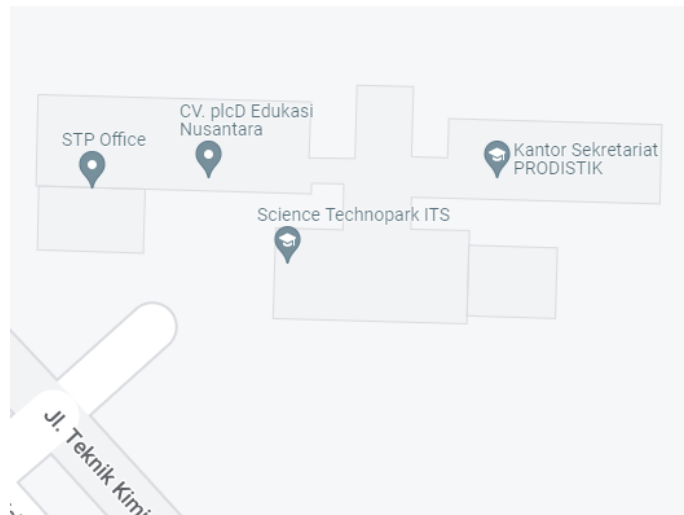 CV. plcD Edukasi
Nusantara
STP Office
Kantor Sekretariat
PRODISTIK
Science Technopark ITS
Jl. Teknik Kimi